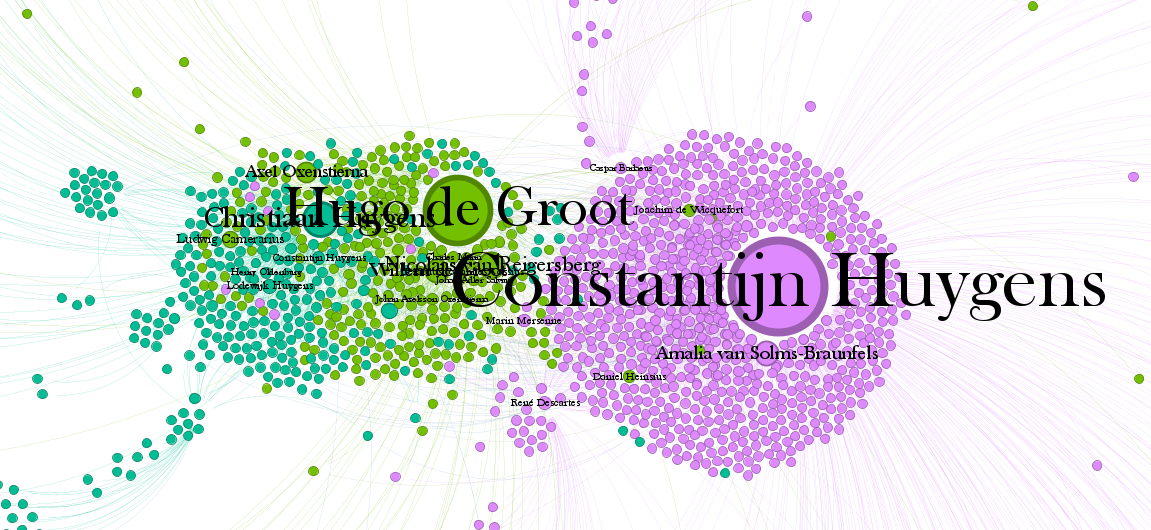 Caspar Barlaeus
Axel Oxenstierna
Hugo de Groot
Joachim de Wicquefort
Christiaan Huygens
Ludwig Camerarius
Constantijn Huygens
Nicolaas van Reigersberg
Henry Oldenburg
Lodewijk Huygens
Constantijn Huygens
Johan Axelsson Oxenstierna
Marin Mersenne
Amalia van Solms-Braunfels
Daniel Heinsius
René Descartes